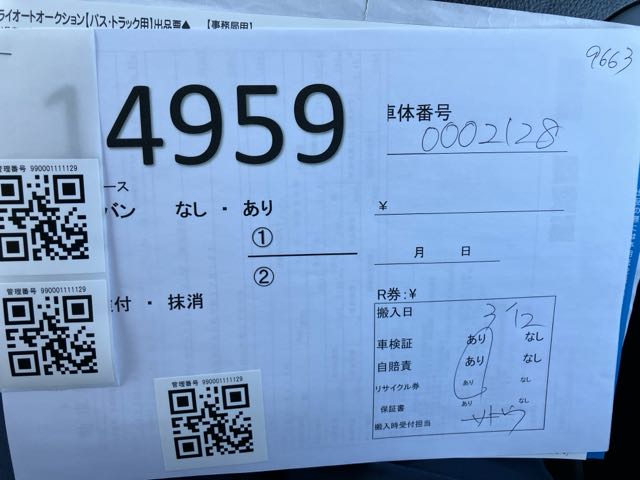 ライオートオークション【バス・トラック用】出品票▲ 【事務局用】
9663
14959
車体番号
0002128
管理番号 990001111129
ース
バン なし ・ あり
¥
①
②
月 日
管理番号 990001111129
付 ・ 抹消
R券:¥
搬入日 3/12
車検証 あり なし
自賠責 あり なし
リサイクル券 あり なし
保証書 あり なし
搬入時受付担当
管理番号 990001111129